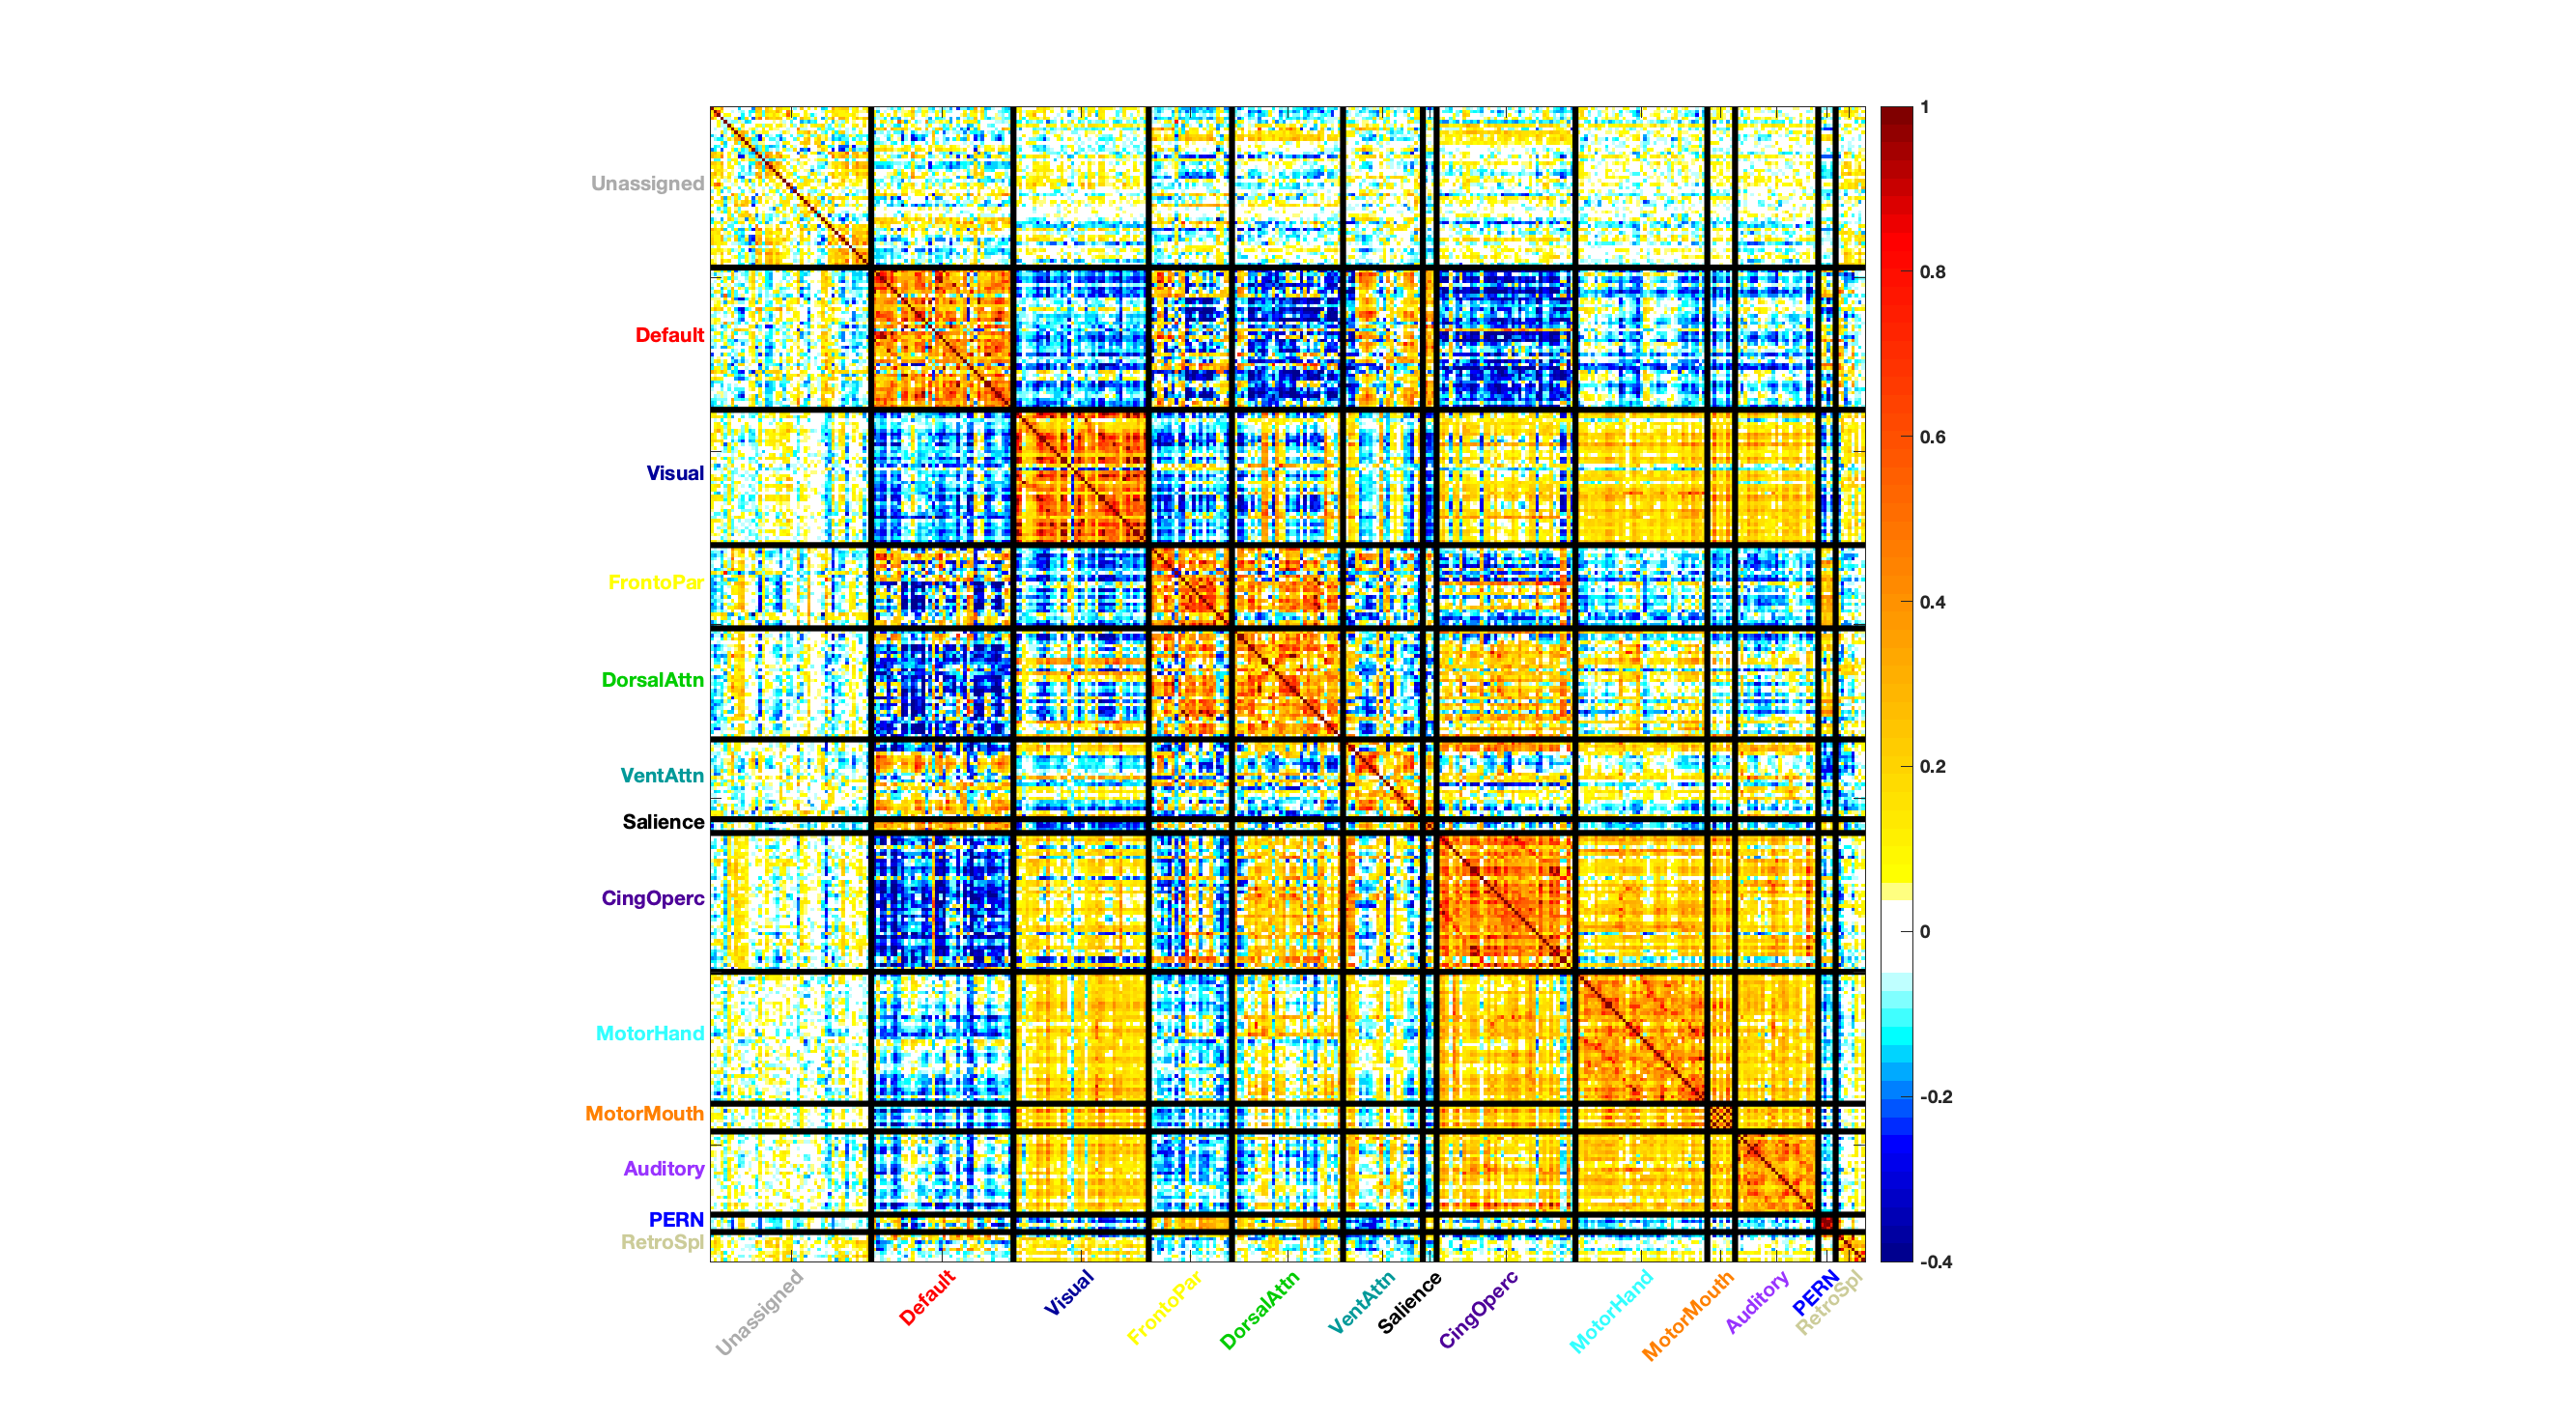 Unassigned
Default
Visual
FrontoPar
DorsalAttn
VentAttn
Salience
CingOperc
MotorHand
MotorMouth
Auditory
PERN
RetroSpl
Unassigned
Default
Visual
FrontoPar
DorsalAttn
VentAttn
Salience
CingOperc
MotorHand
MotorMouth
Auditory
PERN
RetroSpl
1
0.8
0.6
0.4
0.2
0
-0.2
-0.4